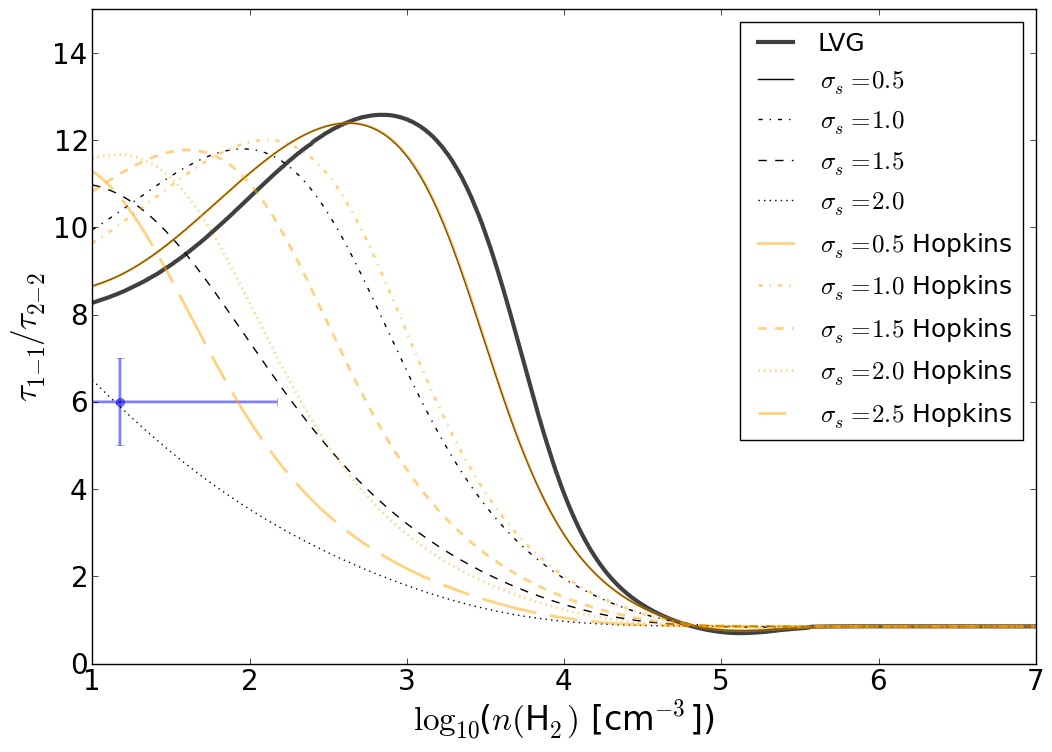 14
12
10
8
6
4
2
0
τ₁₋₁/τ₂₋₂
1 2 3 4 5 6 7
log₁₀(n(H₂) [cm⁻³])
LVG
σₛ =0.5
σₛ =1.0
σₛ =1.5
σₛ =2.0
σₛ =0.5 Hopkins
σₛ =1.0 Hopkins
σₛ =1.5 Hopkins
σₛ =2.0 Hopkins
σₛ =2.5 Hopkins